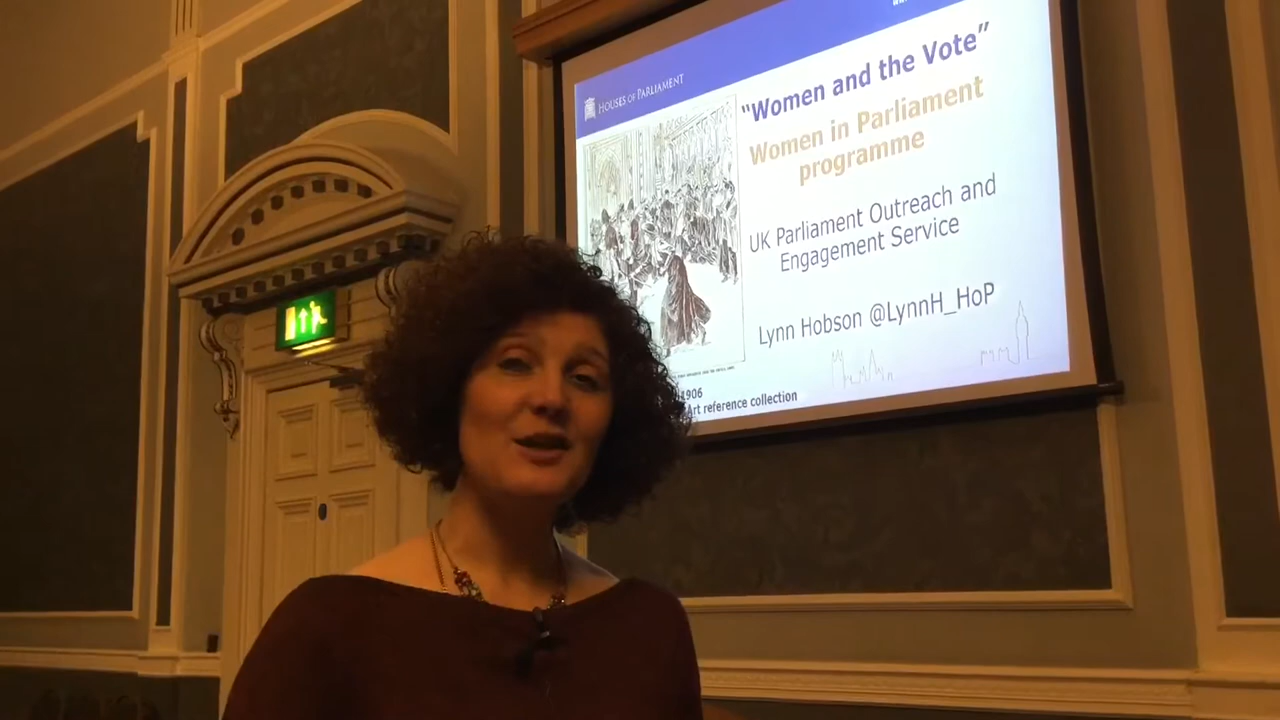 HOUSES OF PARLIAMENT
"Women and the Vote"
Women in Parliament
programme
UK Parliament Outreach and
Engagement Service
Lynn Hobson @LynnH_HoP
1906
Art reference collection